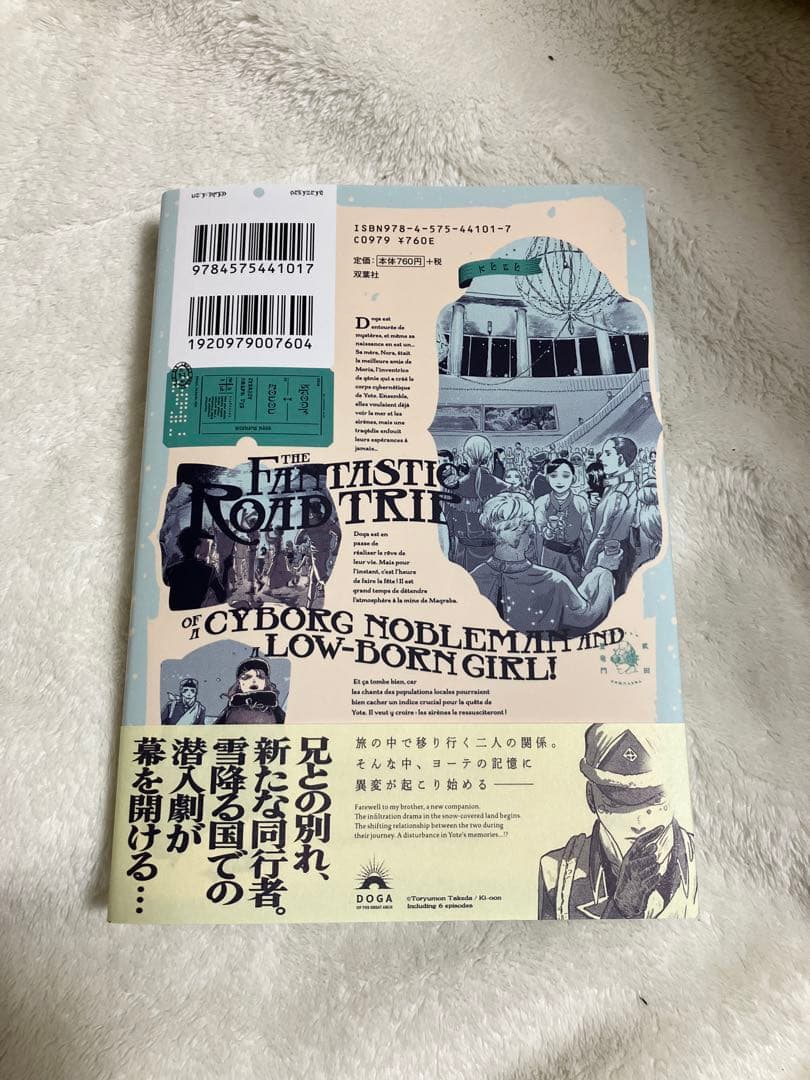 ISBN978-4-575-44101-7
C0979 ¥760E
定価：本体760円＋税
双葉社
9784575441017
1920979007604
Doga est
entourée de
mystères, et même sa
naissance en est un...
Sa mère, Nora, était
la meilleure amie de
Moria, l'inventrice
de génie qui a créé le
corps cybernétique
de Yote. Ensemble,
elles voulaient déjà
voir la mer et les
sirènes, mais une
tragédie enfouit
leurs espérances à
jamais...
THE
FANTASTIC
ROAD TRIP
Doga est en
passe de
réaliser le rêve de
leur vie. Mais pour
l'instant, c'est l'heure
de faire la fête ! Il est
grand temps de détendre
l'atmosphère à la mine de Maqraba.
OF A CYBORG NOBLEMAN AND
A LOW-BORN GIRL!
Et ça tombe bien, car
les chants des populations locales pourraient
bien cacher un indice crucial pour la quête de
Yote. Il veut y croire : les sirènes le ressusciteront !
武田
登竜門
兄との別れ、
新たな同行者。
雪降る国での
潜入劇が
幕を開ける…
旅の中で移り行く二人の関係。
そんな中、ヨーテの記憶に
異変が起こり始める――
Farewell to my brother, a new companion.
The infiltration drama in the snow-covered land begins.
The shifting relationship between the two during
their journey. A disturbance in Yote's memories...!?
DOGA
OF THE GREAT ARCH
©Toryumon Takeda / Ki-oon
Including 6 episodes